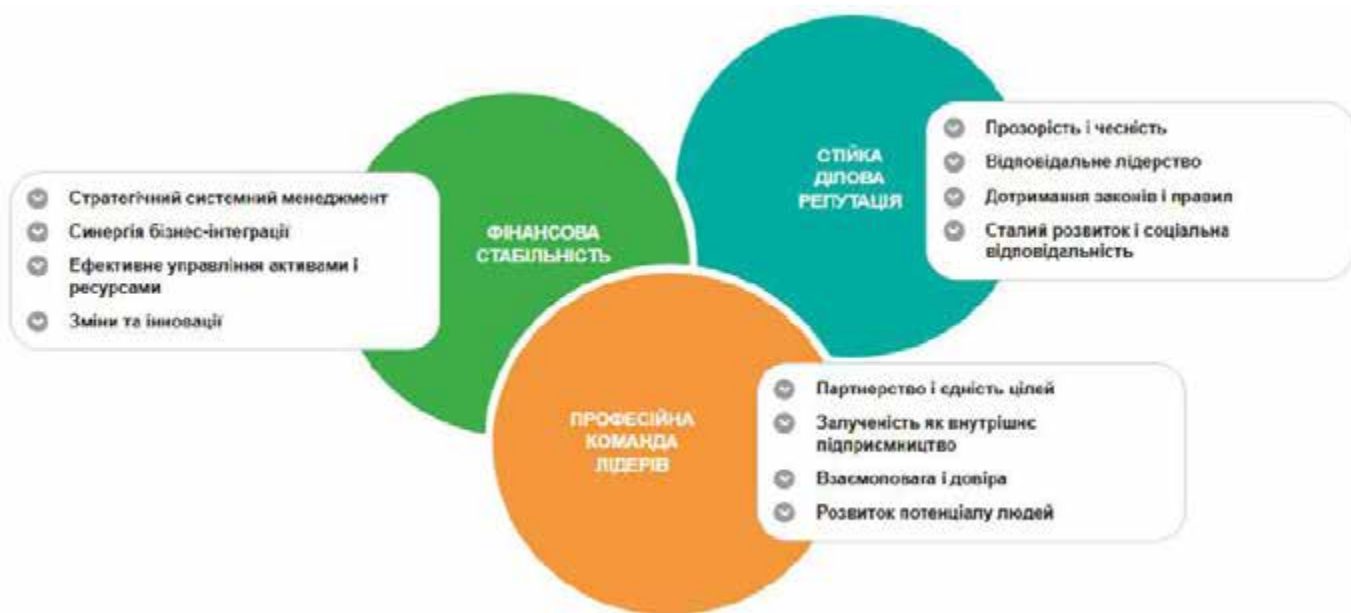 ФІНАНСОВА
СТАБІЛЬНІСТЬ
Стратегічний системний менеджмент
Синергія бізнес-інтеграції
Ефективне управління активами і
ресурсами
Зміни та інновації
СТІЙКА
ДІЛОВА
РЕПУТАЦІЯ
Прозорість і чесність
Відповідальне лідерство
Дотримання законів і правил
Сталий розвиток і соціальна
відповідальність
ПРОФЕСІЙНА
КОМАНДА
ЛІДЕРІВ
Партнерство і єдність цілей
Залученість як внутрішнє
підприємництво
Взаємоповага і довіра
Розвиток потенціалу людей